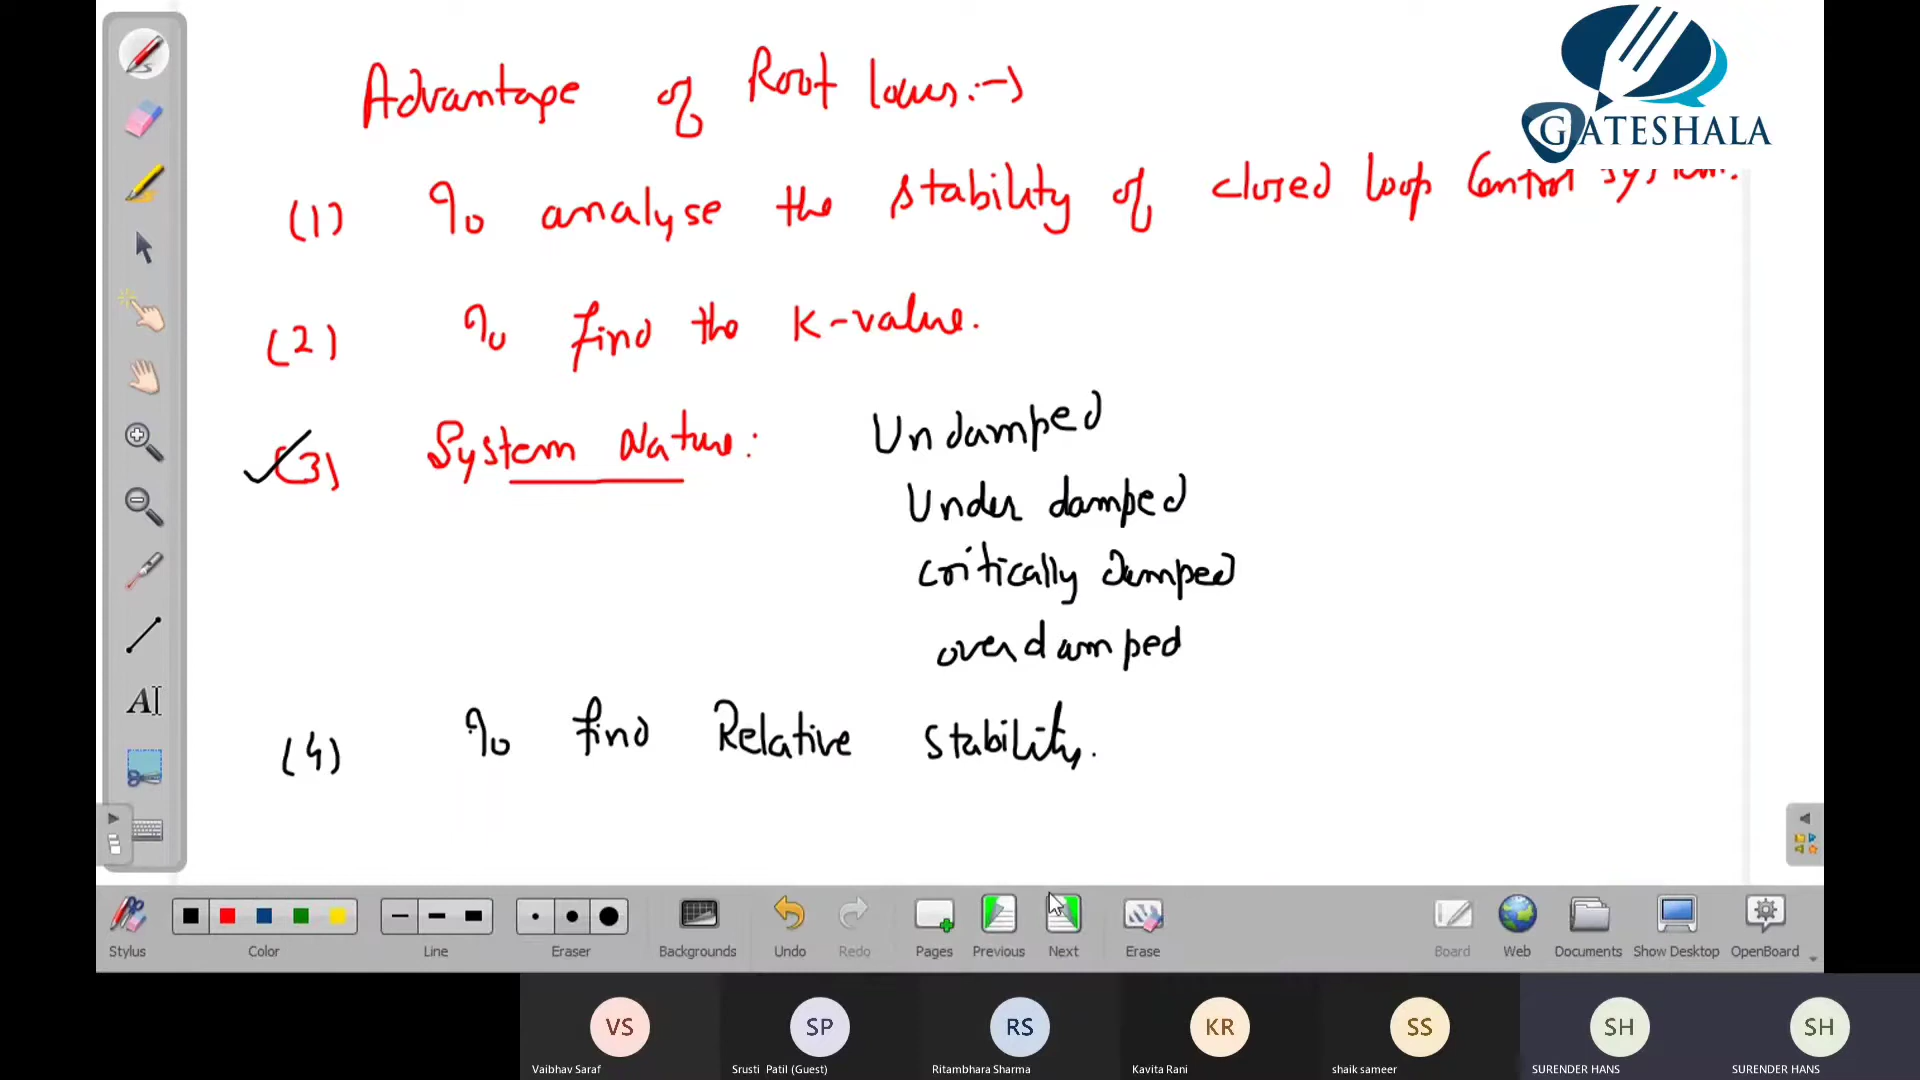 Advantage of Root locus:→
GATESHALA
(1) To analyse the stability of closed loop Control system.
(2) To find the K-value.
(3) System Nature: Undamped
Under damped
critically damped
overdamped
(4) To find Relative stability.
AI
Stylus Color Line Eraser Backgrounds Undo Redo Pages Previous Next Erase Board Web Documents Show Desktop OpenBoard
VS SP RS KR SS SH SH
Vaibhav Saraf Srusti Patil (Guest) Ritambhara Sharma Kavita Rani shaik sameer SURENDER HANS SURENDER HANS